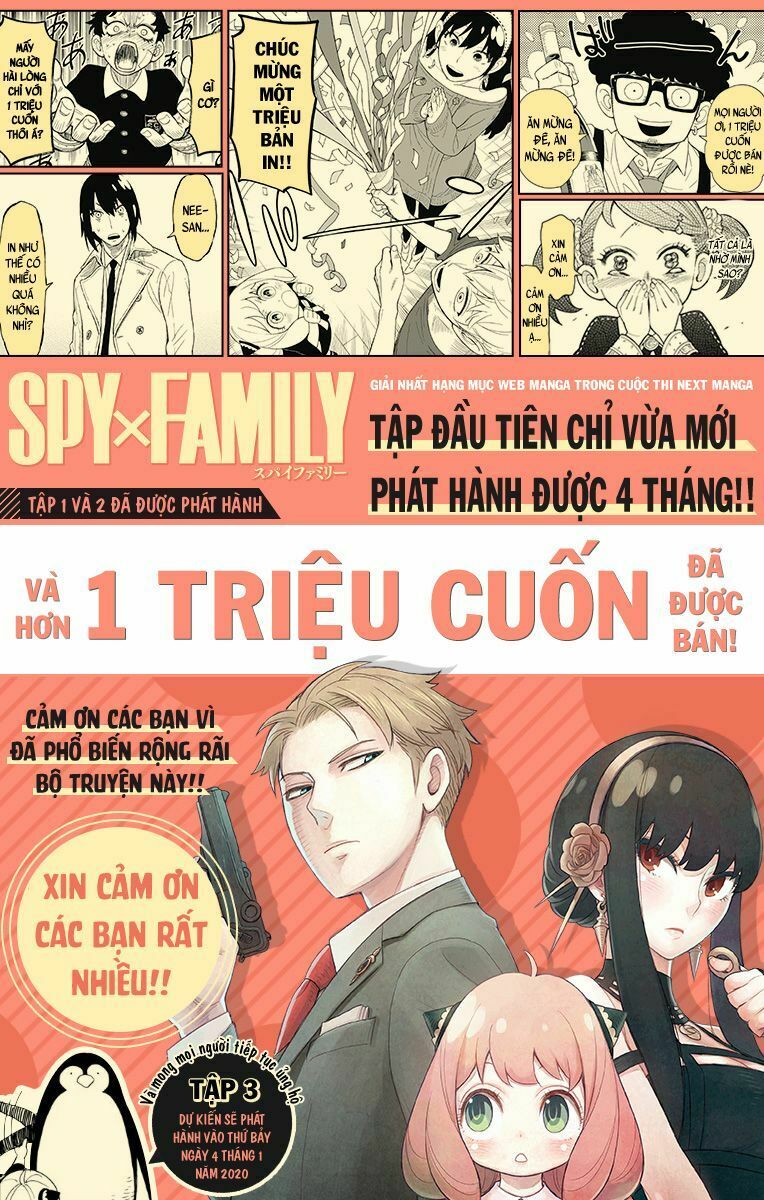 MẤY
NGƯỜI
HÀI LÒNG
CHỈ VỚI
1 TRIỆU
CUỐN
THÔI Á?
GÌ
CƠ?
CHÚC
MỪNG
MỘT
TRIỆU
BẢN
IN!!
ĂN MỪNG
ĐÊ, ĂN
MỪNG ĐÊ!
MỌI NGƯỜI
ƠI, 1 TRIỆU
CUỐN
ĐƯỢC BÁN
RỒI NÈ!
NEE-
SAN...
IN NHƯ
THẾ CÓ
NHIỀU
QUÁ
KHÔNG
NHỈ?
TẤT CẢ LÀ
NHỜ MÌNH
SAO?
XIN
CẢM
ƠN...
CẢM
ƠN
NHIỀU
Ạ.
SPY×FAMILY
スパイファミリー
TẬP 1 VÀ 2 ĐÃ ĐƯỢC PHÁT HÀNH
GIẢI NHẤT HẠNG MỤC WEB MANGA TRONG CUỘC THI NEXT MANGA
TẬP ĐẦU TIÊN CHỈ VỪA MỚI
PHÁT HÀNH ĐƯỢC 4 THÁNG!!
VÀ
HƠN
1 TRIỆU CUỐN
ĐÃ
ĐƯỢC
BÁN!
CẢM ƠN CÁC BẠN VÌ
ĐÃ PHỔ BIẾN RỘNG RÃI
BỘ TRUYỆN NÀY!!
XIN CẢM ƠN
CÁC BẠN RẤT
NHIỀU!!
Và mong mọi người tiếp tục ủng hộ
TẬP 3
DỰ KIẾN SẼ PHÁT
HÀNH VÀO THỨ BẢY
NGÀY 4 THÁNG 1
NĂM 2020